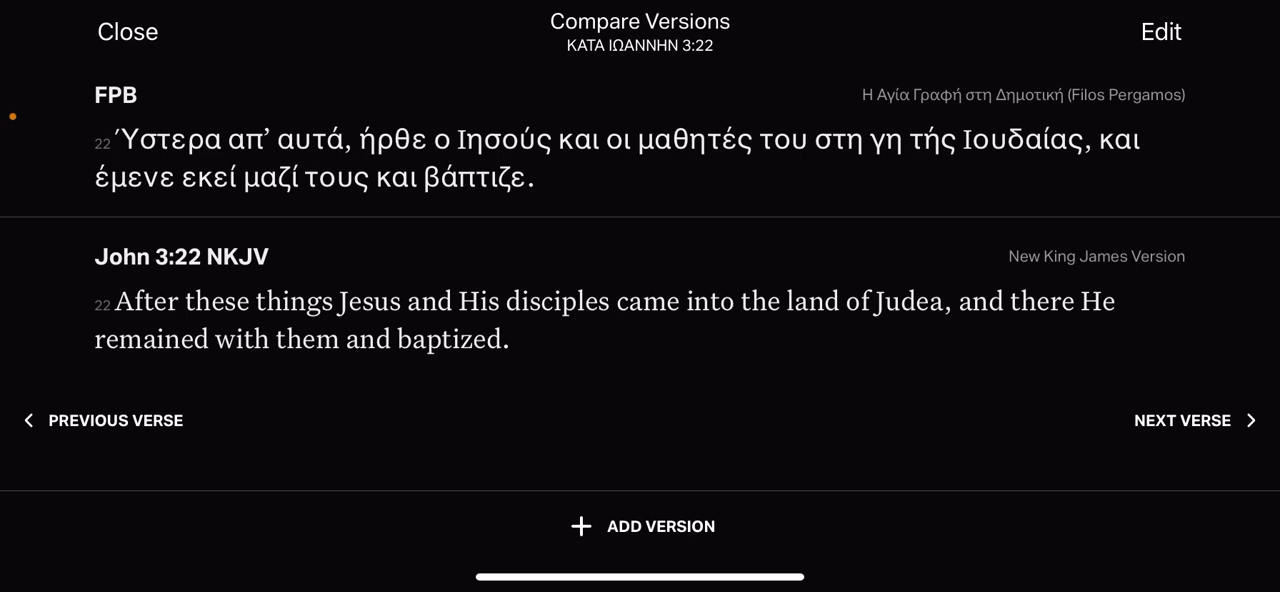 Close
Compare Versions
Edit
ΚΑΤΑ ΙΩΑΝΝΗΝ 3:22
FPB
Η Αγία Γραφή στη Δημοτική (Filos Pergamos)
22 Ύστερα απ’ αυτά, ήρθε ο Ιησούς και οι μαθητές του στη γη τής Ιουδαίας, και
έμενε εκεί μαζί τους και βάπτιζε.
John 3:22 NKJV
New King James Version
22 After these things Jesus and His disciples came into the land of Judea, and there He
remained with them and baptized.
PREVIOUS VERSE
NEXT VERSE
ADD VERSION